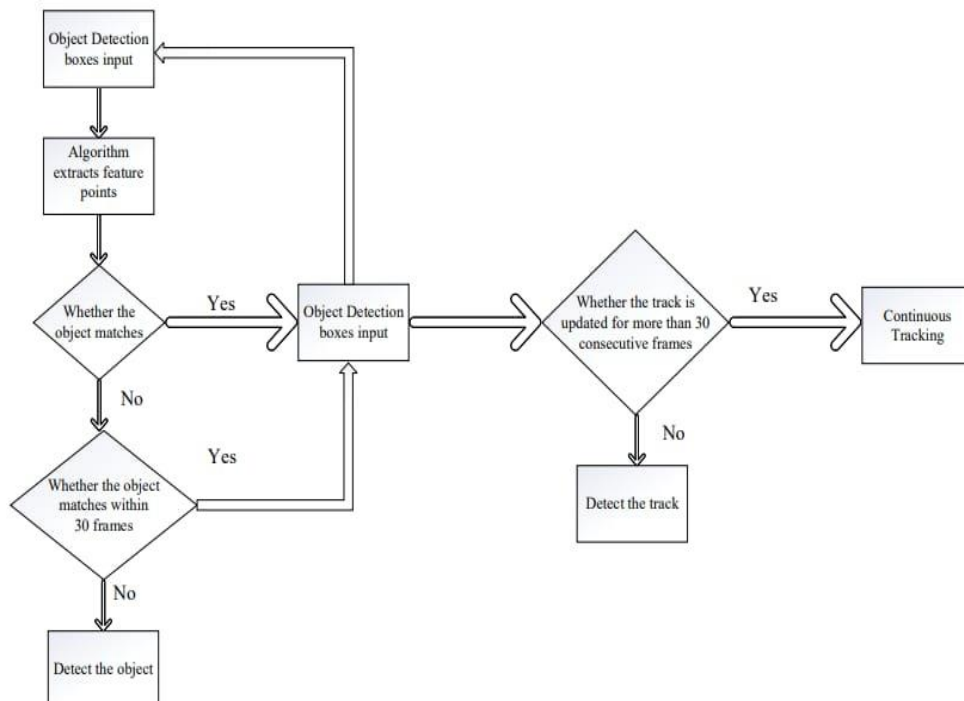 Object Detection
boxes input
Algorithm
extracts feature
points
Whether the
object matches
Yes
No
Whether the object
matches within
30 frames
Yes
No
Detect the object
Object Detection
boxes input
Whether the track is
updated for more than 30
consecutive frames
Yes
No
Continuous
Tracking
Detect the track